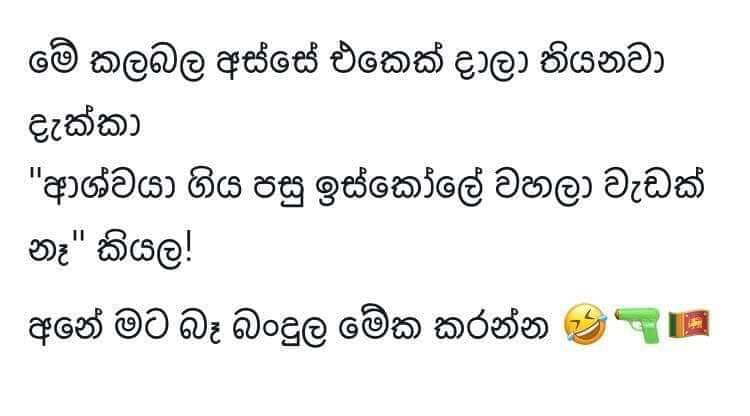 මේ කලබල අස්සේ එකෙක් දාලා තියනවා
දැක්කා
"ආශ්වයා ගිය පසු ඉස්කෝලේ වහලා වැඩක්
නෑ" කියල!
අනේ මට බෑ බංදුල මේක කරන්න 🤣🔫🇱🇰